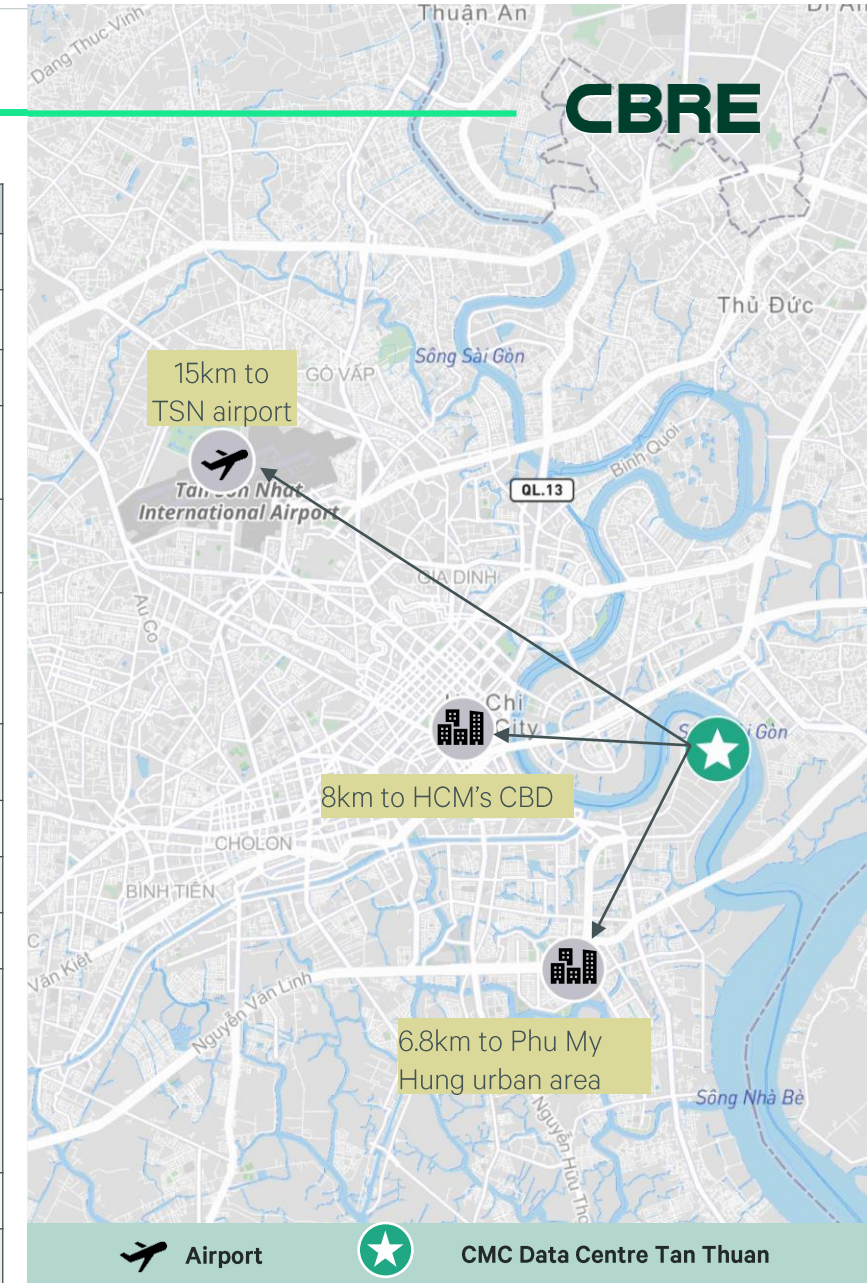 Thuân An
Dang Thuc Vinh
CBRE
Thủ Đức
Sông Sài Gòn
15km to
TSN airport
GÒ VẤP
Binh Quoi
QL.13
Tan Son Nhat
International Airport
GIA DINH
Au Co
Chi
City
Gòn
8km to HCM's CBD
CHOLON
BÌNH TIÊN
Văn Kiệt
Nguyễn Văn Linh
6.8km to Phu My
Hung urban area
Sông Nhà Bè
Nguyễn Hữu Tho
Airport
CMC Data Centre Tan Thuan